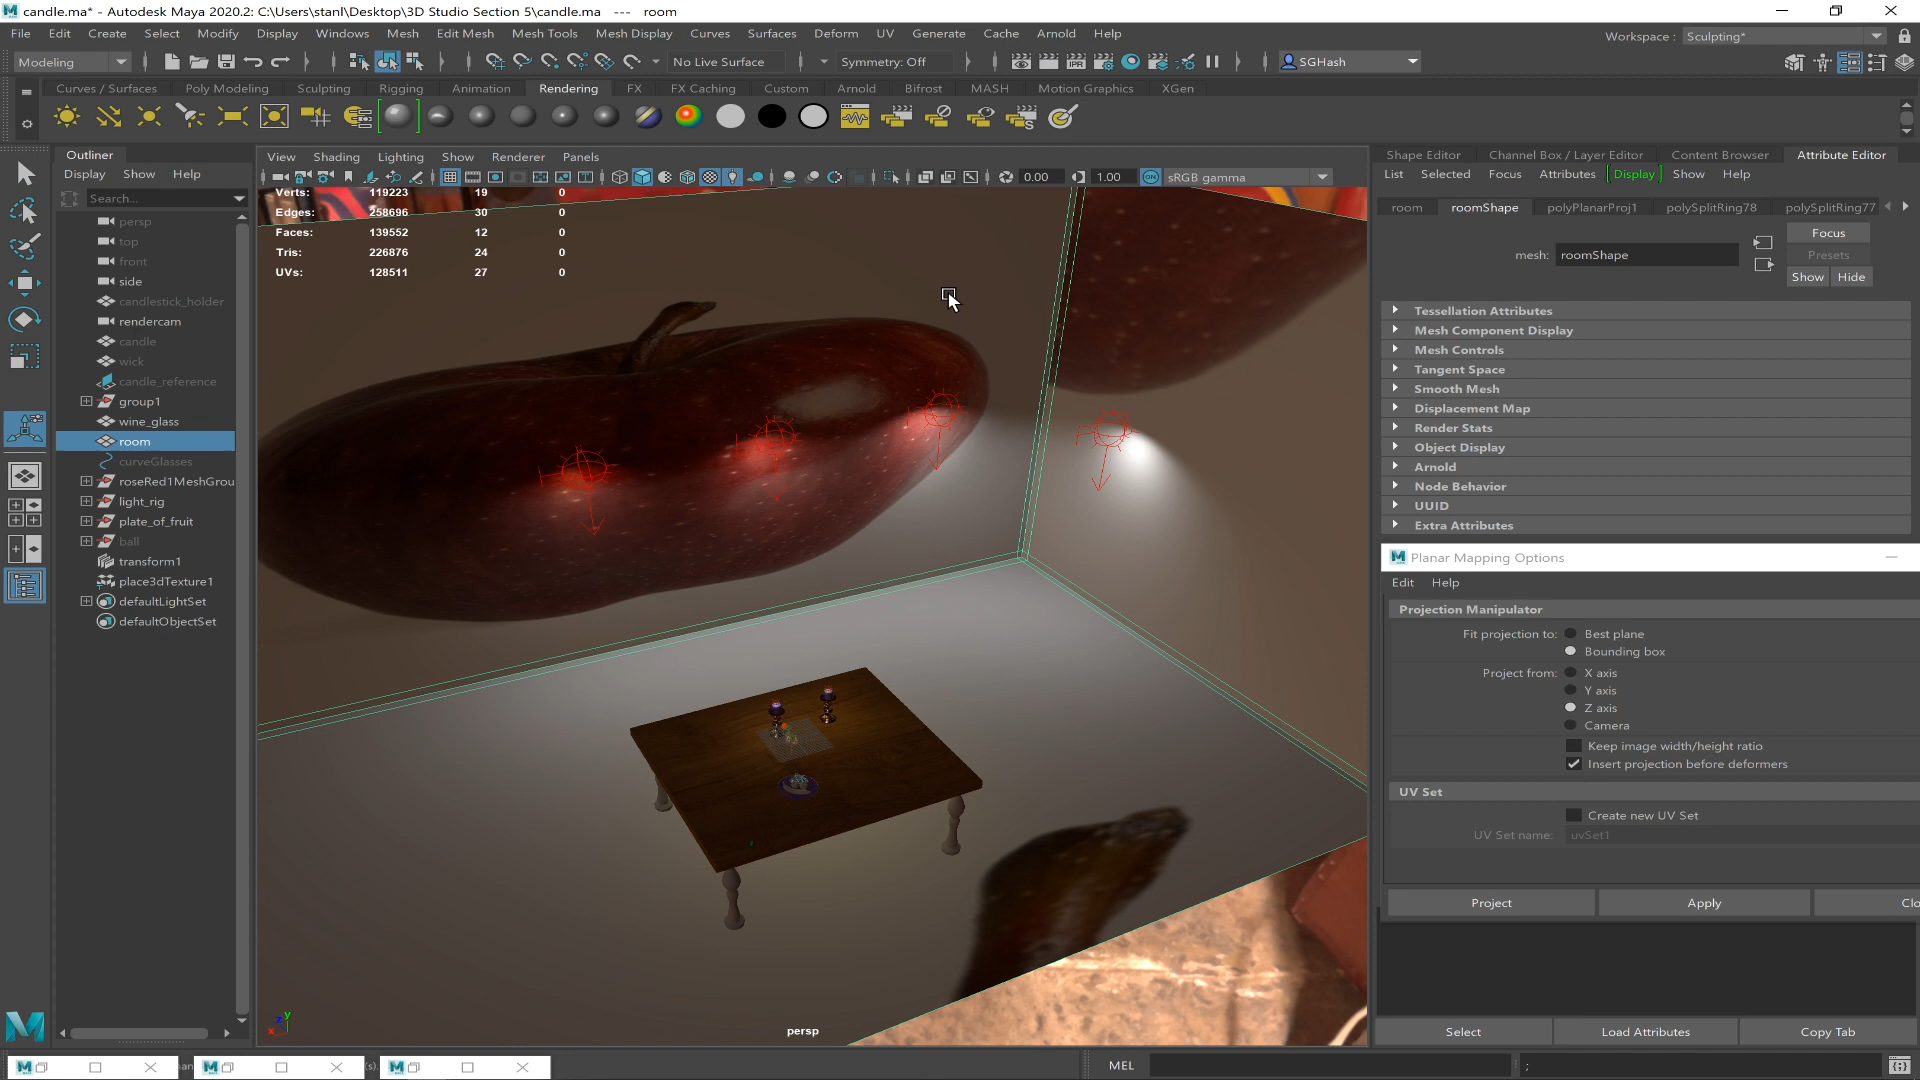 candle.ma* - Autodesk Maya 2020.2: C:\Users\stanl\Desktop\3D Studio Section 5\candle.ma --- room
File Edit Create Select Modify Display Windows Mesh Edit Mesh Mesh Tools Mesh Display Curves Surfaces Deform UV Generate Cache Arnold Help
Workspace : Sculpting*
Modeling
No Live Surface
Symmetry: Off
IPR
SGHash
Curves / Surfaces Poly Modeling Sculpting Rigging Animation Rendering FX FX Caching Custom Arnold Bifrost MASH Motion Graphics XGen
Outliner
Display Show Help
Search...
persp
top
front
side
candlestick_holder
rendercam
candle
wick
candle_reference
group1
wine_glass
room
curveGlasses
roseRed1MeshGrou
light_rig
plate_of_fruit
ball
transform1
place3dTexture1
defaultLightSet
defaultObjectSet
View Shading Lighting Show Renderer Panels
0.00 1.00 ON sRGB gamma
Verts: 119223 19 0
Edges: 258696 30 0
Faces: 139552 12 0
Tris: 226876 24 0
UVs: 128511 27 0
persp
Shape Editor Channel Box / Layer Editor Content Browser Attribute Editor
List Selected Focus Attributes Display Show Help
room roomShape polyPlanarProj1 polySplitRing78 polySplitRing77
mesh: roomShape
Focus
Presets
Show Hide
Tessellation Attributes
Mesh Component Display
Mesh Controls
Tangent Space
Smooth Mesh
Displacement Map
Render Stats
Object Display
Arnold
Node Behavior
UUID
Extra Attributes
Planar Mapping Options
Edit Help
Projection Manipulator
Fit projection to: Best plane
Bounding box
Project from: X axis
Y axis
Z axis
Camera
Keep image width/height ratio
Insert projection before deformers
UV Set
Create new UV Set
UV Set name: uvSet1
Project Apply Clo
Select Load Attributes Copy Tab
MEL
;